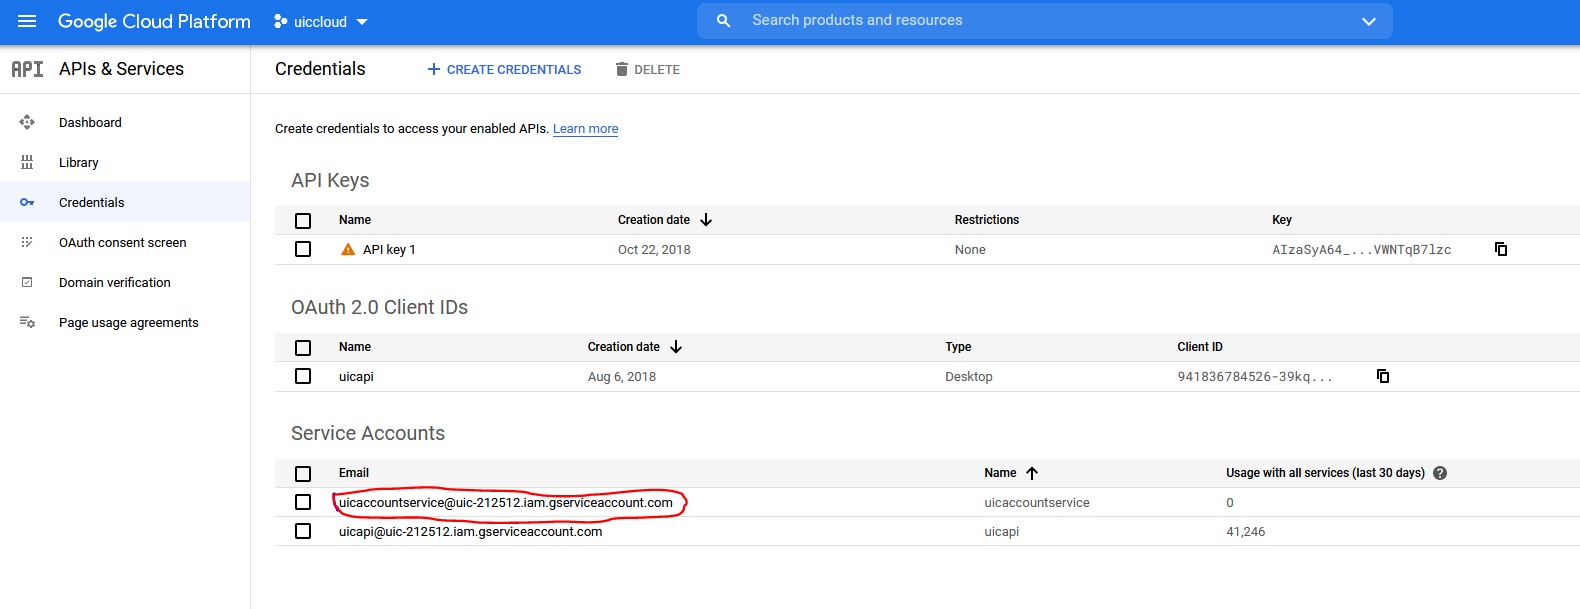 Google Cloud Platform uiccloud Search products and resources
API APIs & Services Credentials CREATE CREDENTIALS DELETE
Dashboard
Library
Credentials
OAuth consent screen
Domain verification
Page usage agreements
Create credentials to access your enabled APIs. Learn more
API Keys
Name Creation date Restrictions Key
API key 1 Oct 22, 2018 None AIzaSyA64_...VWNTqB7lzc
OAuth 2.0 Client IDs
Name Creation date Type Client ID
uicapi Aug 6, 2018 Desktop 941836784526-39kq...
Service Accounts
Email Name Usage with all services (last 30 days) ?
uicaccountservice@uic-212512.iam.gserviceaccount.com uicaccountservice 0
uicapi@uic-212512.iam.gserviceaccount.com uicapi 41,246